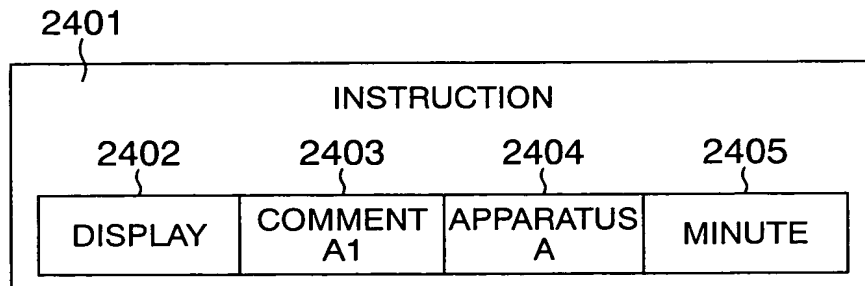 2401
INSTRUCTION
2402 2403 2404 2405
DISPLAY COMMENT A1 APPARATUS A MINUTE